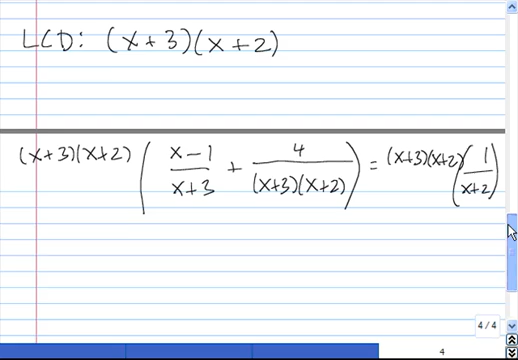 LCD: (x+3)(x+2)
(x+3)(x+2) ( (x-1)/(x+3) + 4/((x+3)(x+2)) ) = (x+3)(x+2) ( 1/(x+2) )
4 / 4
4